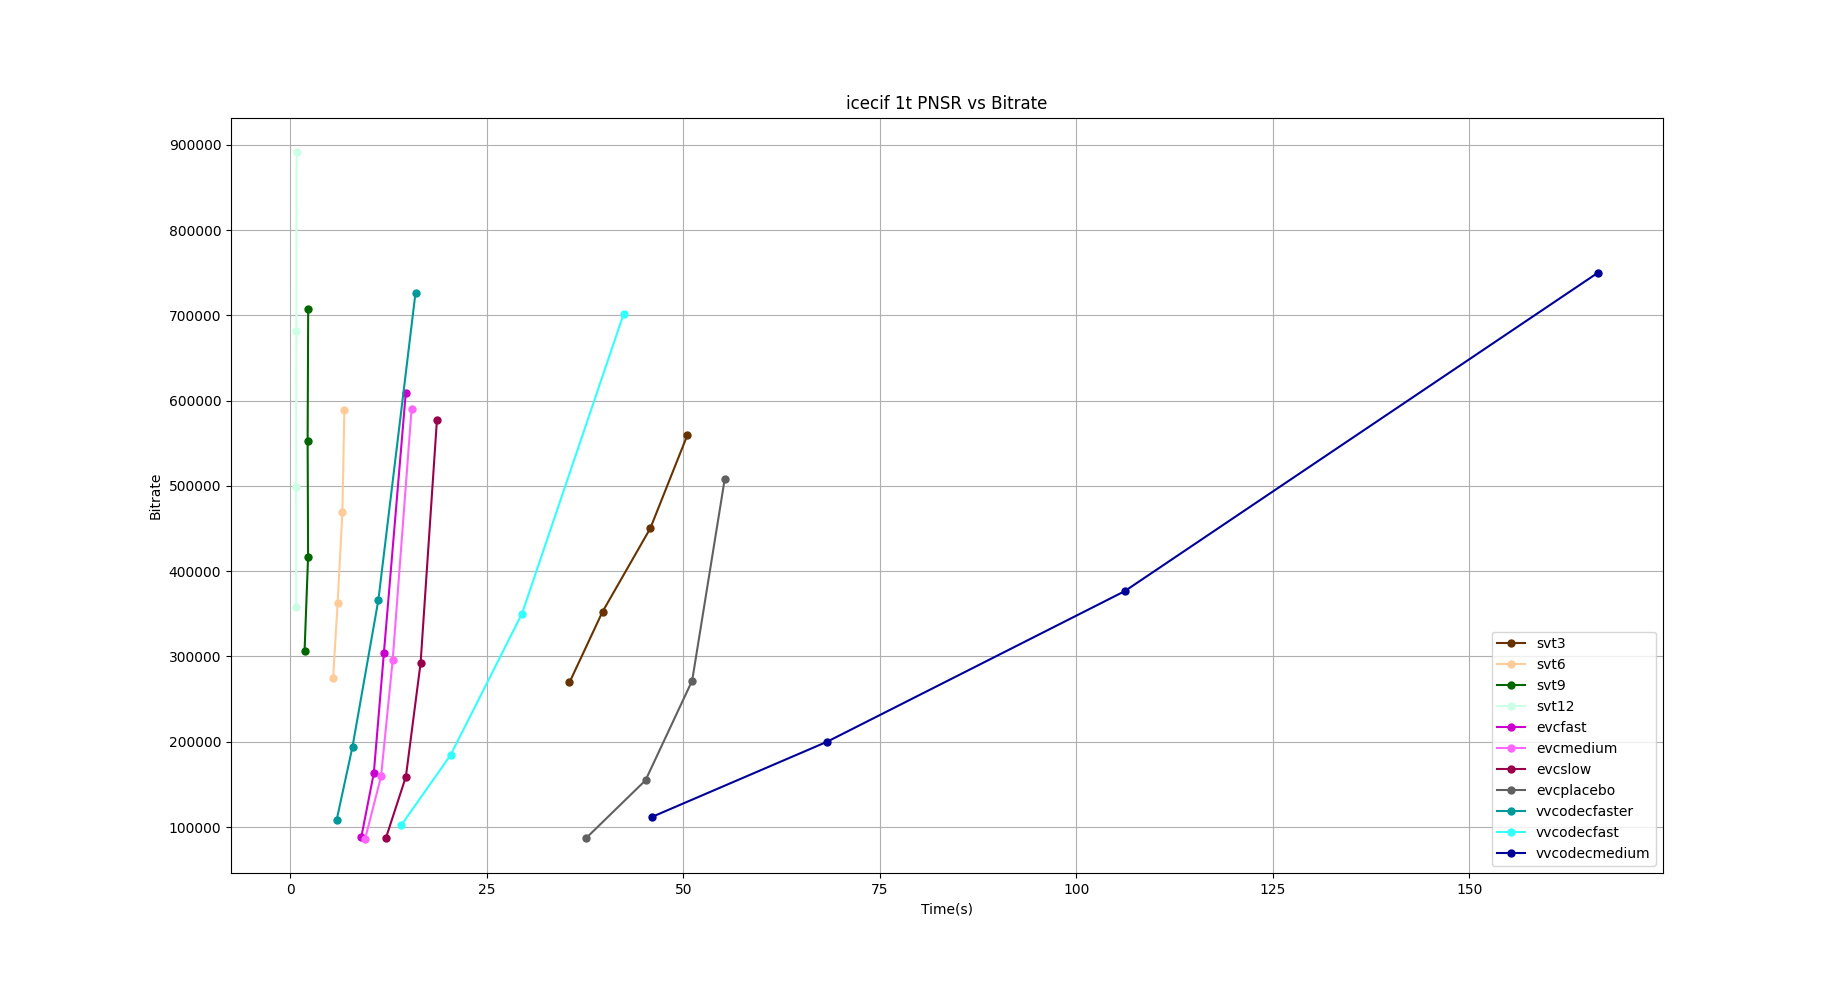 icecif 1t PNSR vs Bitrate
900000
800000
700000
600000
500000
400000
300000
200000
100000
Bitrate
0 25 50 75 100 125 150
Time(s)
svt3
svt6
svt9
svt12
evcfast
evcmedium
evcslow
evcplacebo
vvcodecfaster
vvcodecfast
vvcodecmedium